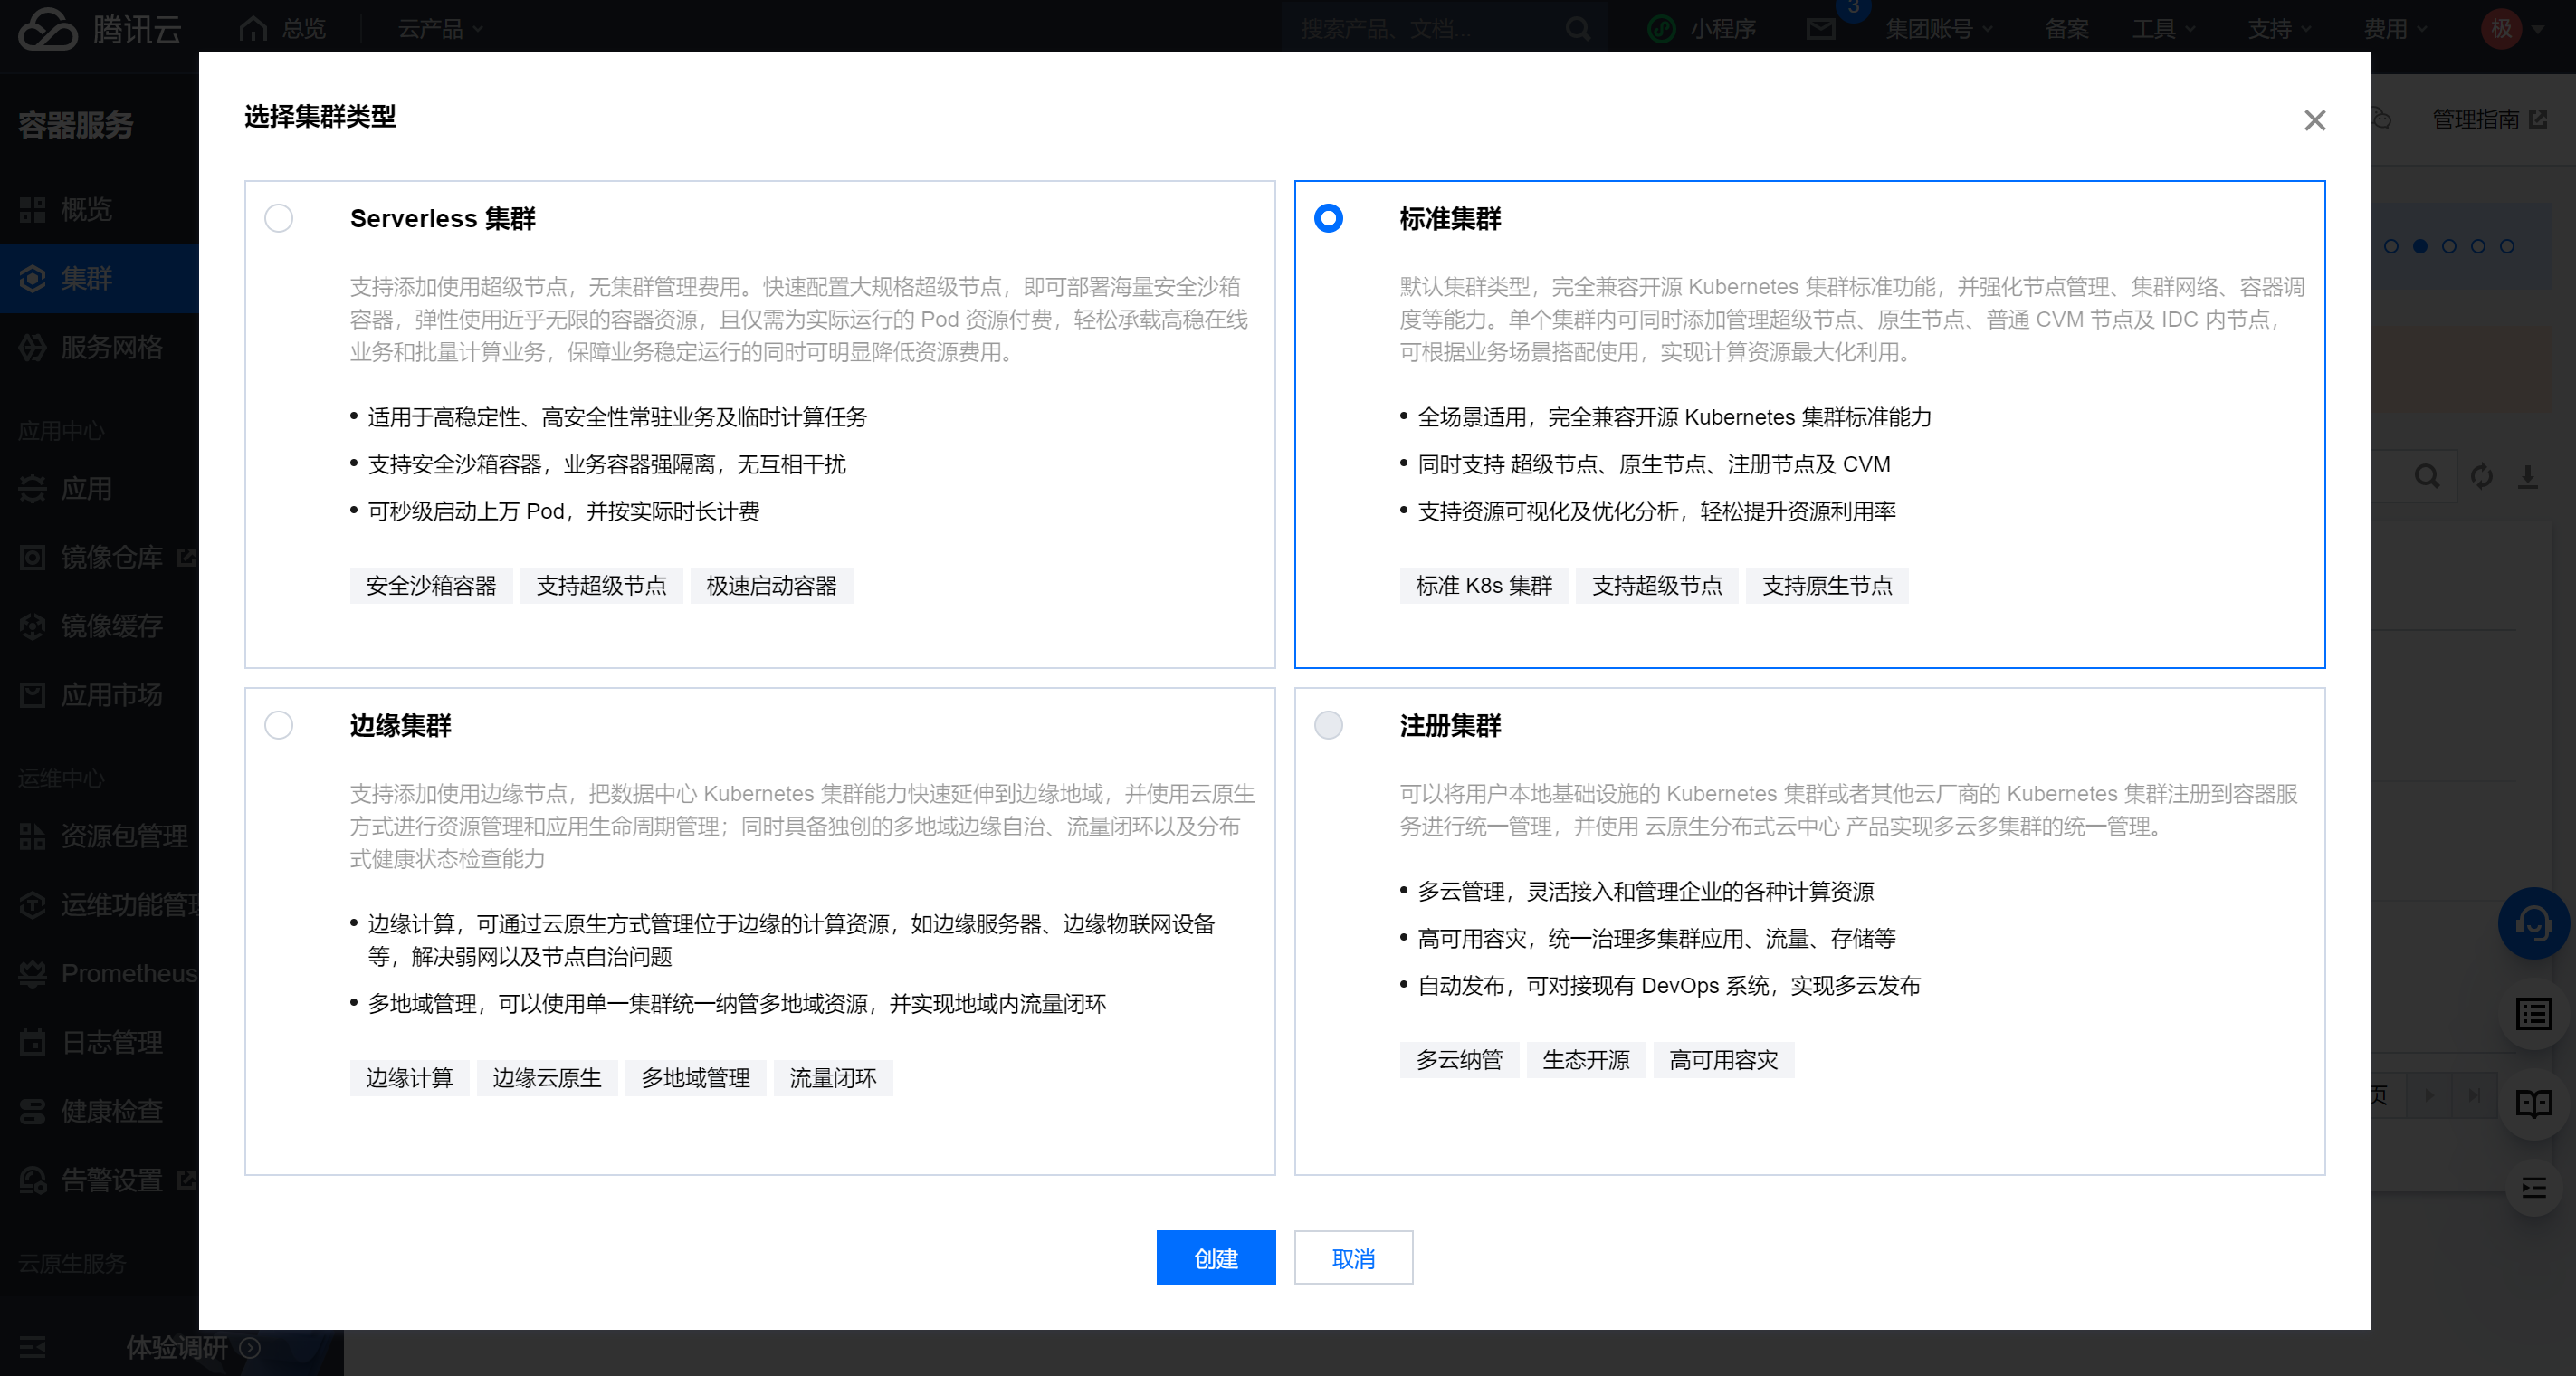 腾讯云
总览
云产品
搜索产品、文档...
小程序
3
集团账号
备案
工具
支持
费用
极
容器服务
管理指南
概览
集群
服务网格
应用中心
应用
镜像仓库
镜像缓存
应用市场
运维中心
资源包管理
运维功能管理
Prometheus
日志管理
健康检查
告警设置
云原生服务
体验调研
选择集群类型
Serverless 集群
支持添加使用超级节点，无集群管理费用。快速配置大规格超级节点，即可部署海量安全沙箱
容器，弹性使用近乎无限的容器资源，且仅需为实际运行的 Pod 资源付费，轻松承载高稳在线
业务和批量计算业务，保障业务稳定运行的同时可明显降低资源费用。
• 适用于高稳定性、高安全性常驻业务及临时计算任务
• 支持安全沙箱容器，业务容器强隔离，无互相干扰
• 可秒级启动上万 Pod，并按实际时长计费
安全沙箱容器 支持超级节点 极速启动容器
标准集群
默认集群类型，完全兼容开源 Kubernetes 集群标准功能，并强化节点管理、集群网络、容器调
度等能力。单个集群内可同时添加管理超级节点、原生节点、普通 CVM 节点及 IDC 内节点，
可根据业务场景搭配使用，实现计算资源最大化利用。
• 全场景适用，完全兼容开源 Kubernetes 集群标准能力
• 同时支持 超级节点、原生节点、注册节点及 CVM
• 支持资源可视化及优化分析，轻松提升资源利用率
标准 K8s 集群 支持超级节点 支持原生节点
边缘集群
支持添加使用边缘节点，把数据中心 Kubernetes 集群能力快速延伸到边缘地域，并使用云原生
方式进行资源管理和应用生命周期管理；同时具备独创的多地域边缘自治、流量闭环以及分布
式健康状态检查能力
• 边缘计算，可通过云原生方式管理位于边缘的计算资源，如边缘服务器、边缘物联网设备
等，解决弱网以及节点自治问题
• 多地域管理，可以使用单一集群统一纳管多地域资源，并实现地域内流量闭环
边缘计算 边缘云原生 多地域管理 流量闭环
注册集群
可以将用户本地基础设施的 Kubernetes 集群或者其他云厂商的 Kubernetes 集群注册到容器服
务进行统一管理，并使用 云原生分布式云中心 产品实现多云多集群的统一管理。
• 多云管理，灵活接入和管理企业的各种计算资源
• 高可用容灾，统一治理多集群应用、流量、存储等
• 自动发布，可对接现有 DevOps 系统，实现多云发布
多云纳管 生态开源 高可用容灾
页
创建
取消